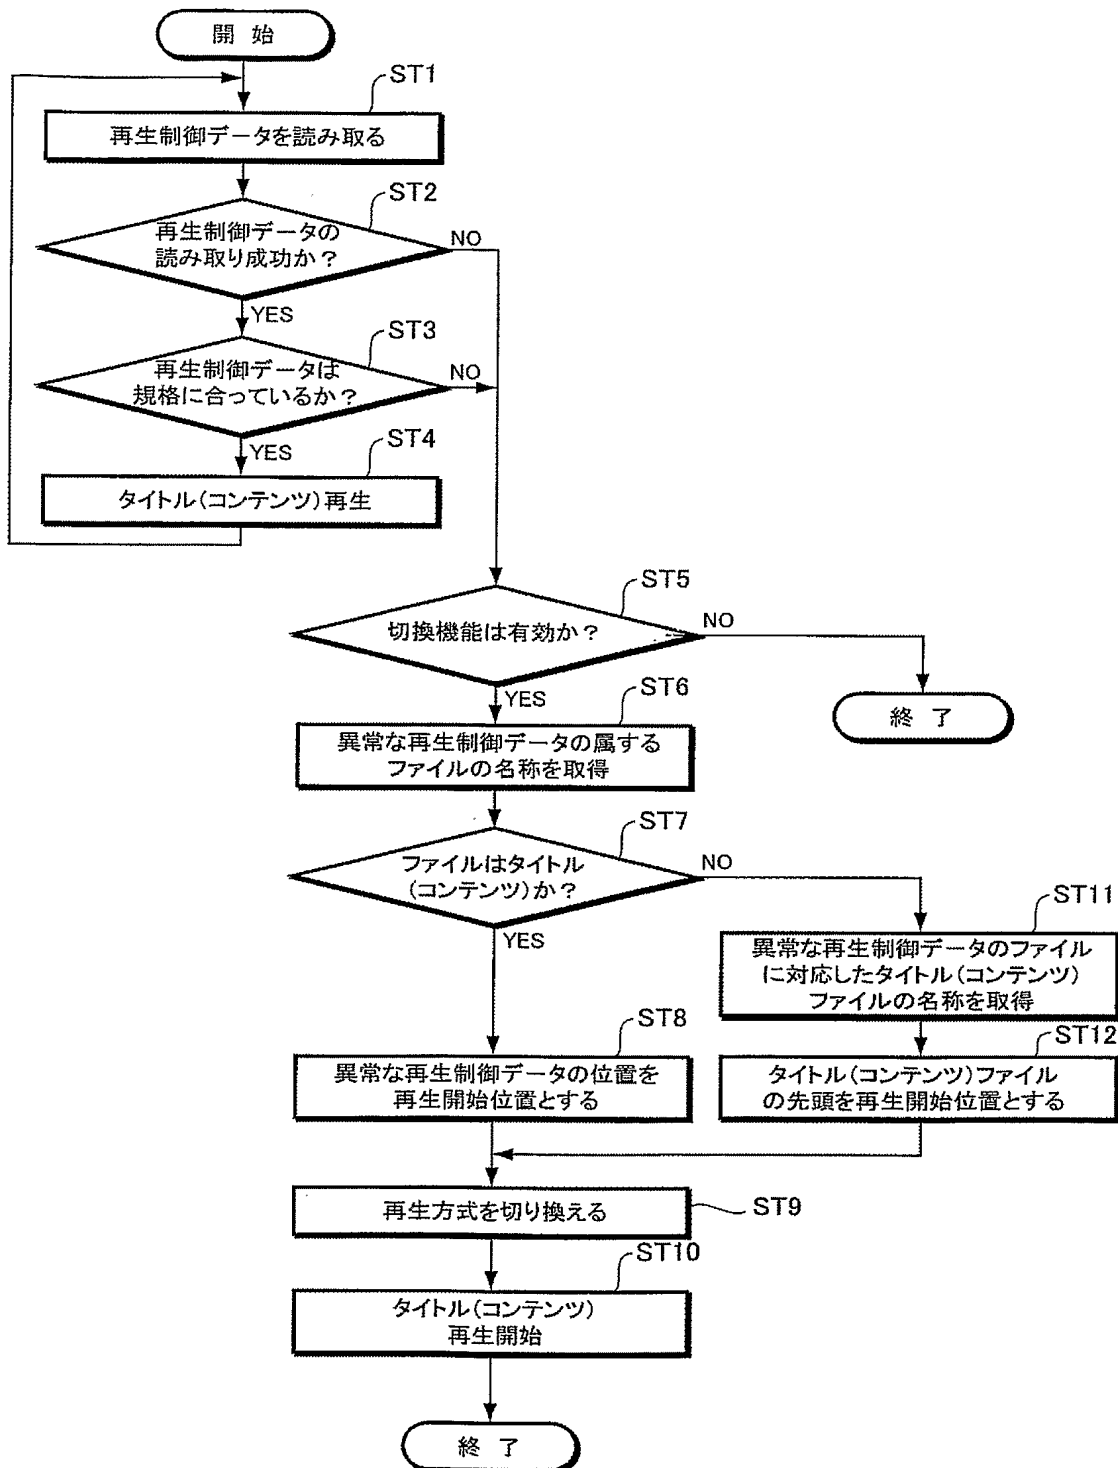 開 始
ST1
再生制御データを読み取る
ST2
再生制御データの
読み取り成功か？
NO
YES
ST3
再生制御データは
規格に合っているか？
NO
YES
ST4
タイトル(コンテンツ)再生
ST5
切換機能は有効か？
NO
YES
終 了
ST6
異常な再生制御データの属する
ファイルの名称を取得
ST7
ファイルはタイトル
(コンテンツ)か？
NO
YES
ST11
異常な再生制御データのファイル
に対応したタイトル(コンテンツ)
ファイルの名称を取得
ST8
異常な再生制御データの位置を
再生開始位置とする
ST12
タイトル(コンテンツ)ファイル
の先頭を再生開始位置とする
再生方式を切り換える
ST9
ST10
タイトル(コンテンツ)
再生開始
終 了